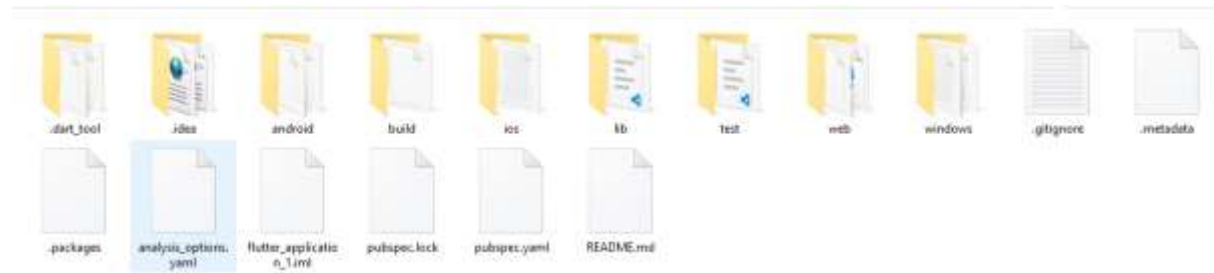 .dart_tool
.idea
android
build
ios
lib
test
web
windows
.gitignore
.metadata
.packages
analysis_options.
yaml
flutter_applicatio
n_1.iml
pubspec.lock
pubspec.yaml
README.md